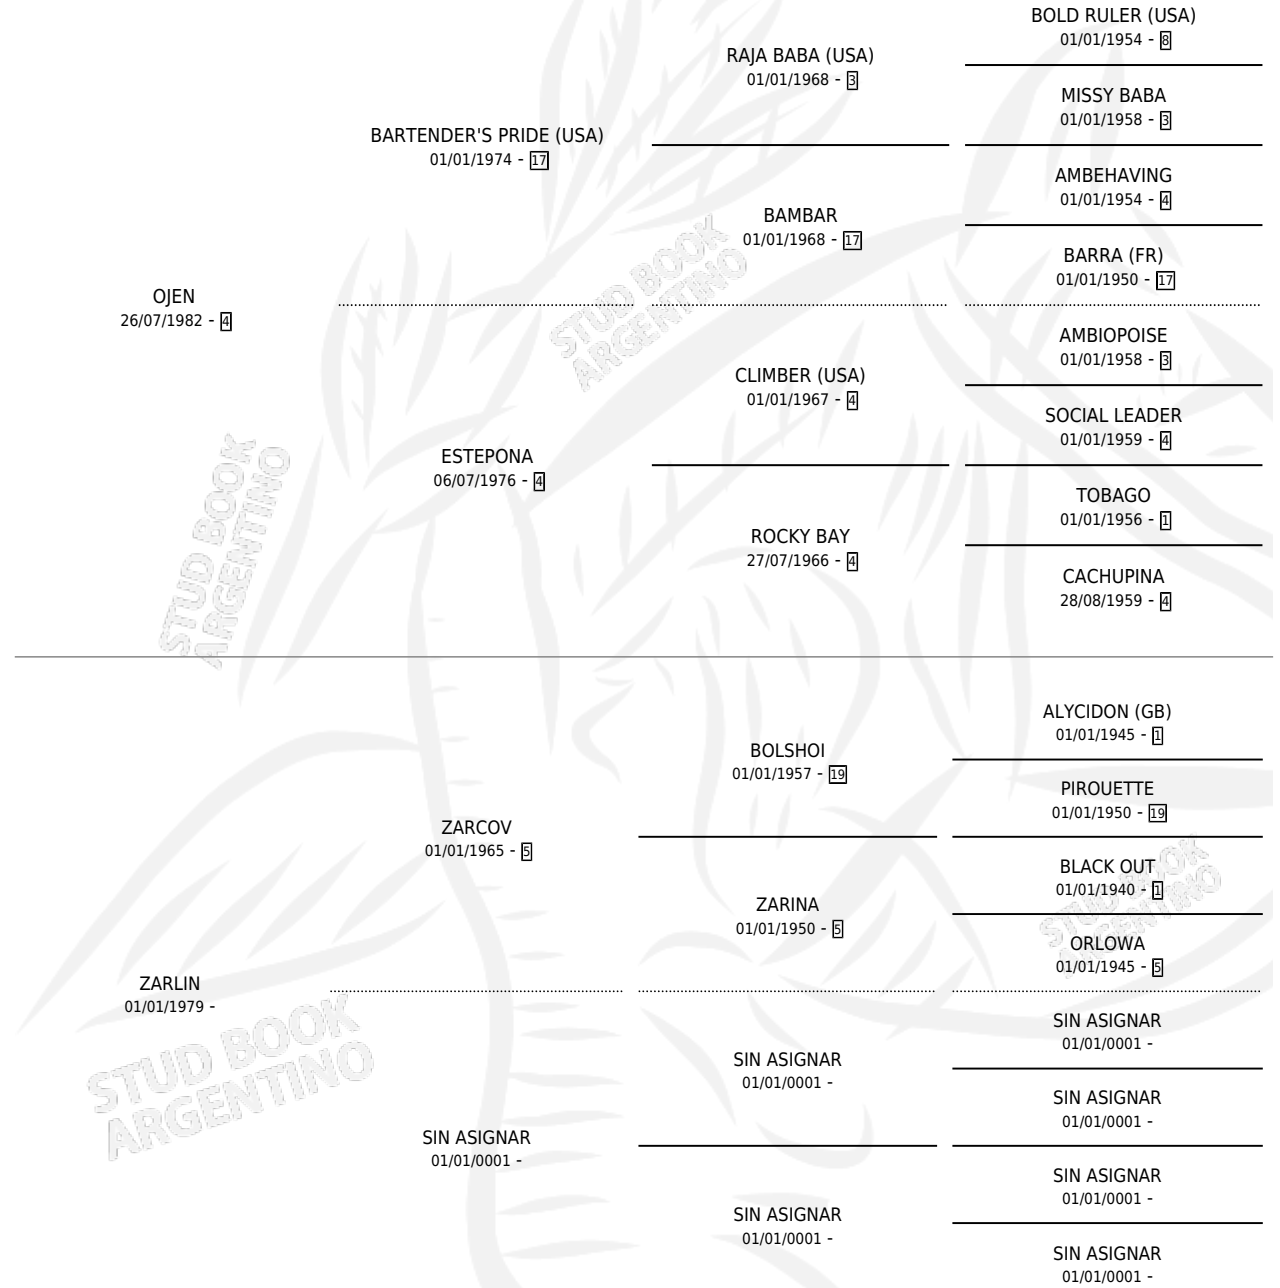 BOLD RULER (USA)
01/01/1954 - 8
RAJA BABA (USA)
01/01/1968 - 3
MISSY BABA
01/01/1958 - 3
BARTENDER'S PRIDE (USA)
01/01/1974 - 17
AMBEHAVING
01/01/1954 - 4
BAMBAR
01/01/1968 - 17
BARRA (FR)
01/01/1950 - 17
OJEN
26/07/1982 - 4
STUD BOOK
ARGENTINO
AMBIOPOISE
01/01/1958 - 3
CLIMBER (USA)
01/01/1967 - 4
SOCIAL LEADER
01/01/1959 - 4
ESTEPONA
06/07/1976 - 4
TOBAGO
01/01/1956 - 1
ROCKY BAY
27/07/1966 - 4
CACHUPINA
28/08/1959 - 4
STUD BOOK
ARGENTINO
ALYCIDON (GB)
01/01/1945 - 1
BOLSHOI
01/01/1957 - 19
PIROUETTE
01/01/1950 - 19
ZARCOV
01/01/1965 - 5
BLACK OUT
01/01/1940 - 1
ZARINA
01/01/1950 - 5
ORLOWA
01/01/1945 - 5
STUD BOOK
ARGENTINO
ZARLIN
01/01/1979 -
SIN ASIGNAR
01/01/0001 -
SIN ASIGNAR
01/01/0001 -
SIN ASIGNAR
01/01/0001 -
STUD BOOK
ARGENTINO
SIN ASIGNAR
01/01/0001 -
SIN ASIGNAR
01/01/0001 -
SIN ASIGNAR
01/01/0001 -
SIN ASIGNAR
01/01/0001 -